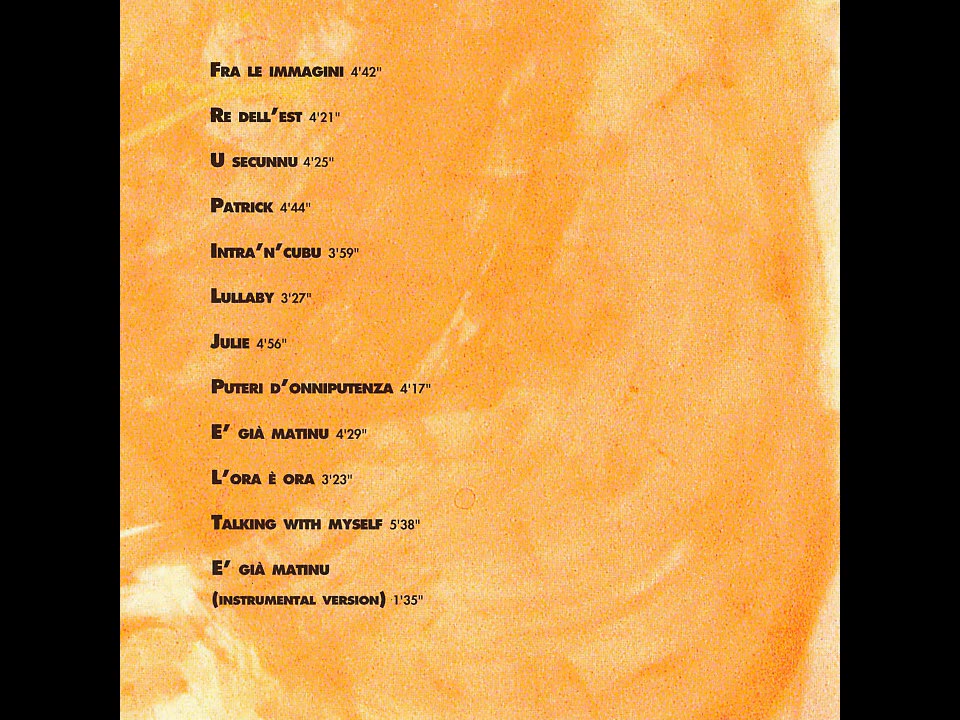 Fra le immagini 4'42"
Re dell'est 4'21"
U secunnu 4'25"
Patrick 4'44"
Intra'n'cubu 3'59"
Lullaby 3'27"
Julie 4'56"
Puteri d'onniputenza 4'17"
E' già matinu 4'29"
L'ora è ora 3'23"
Talking with myself 5'38"
E' già matinu
(instrumental version) 1'35"